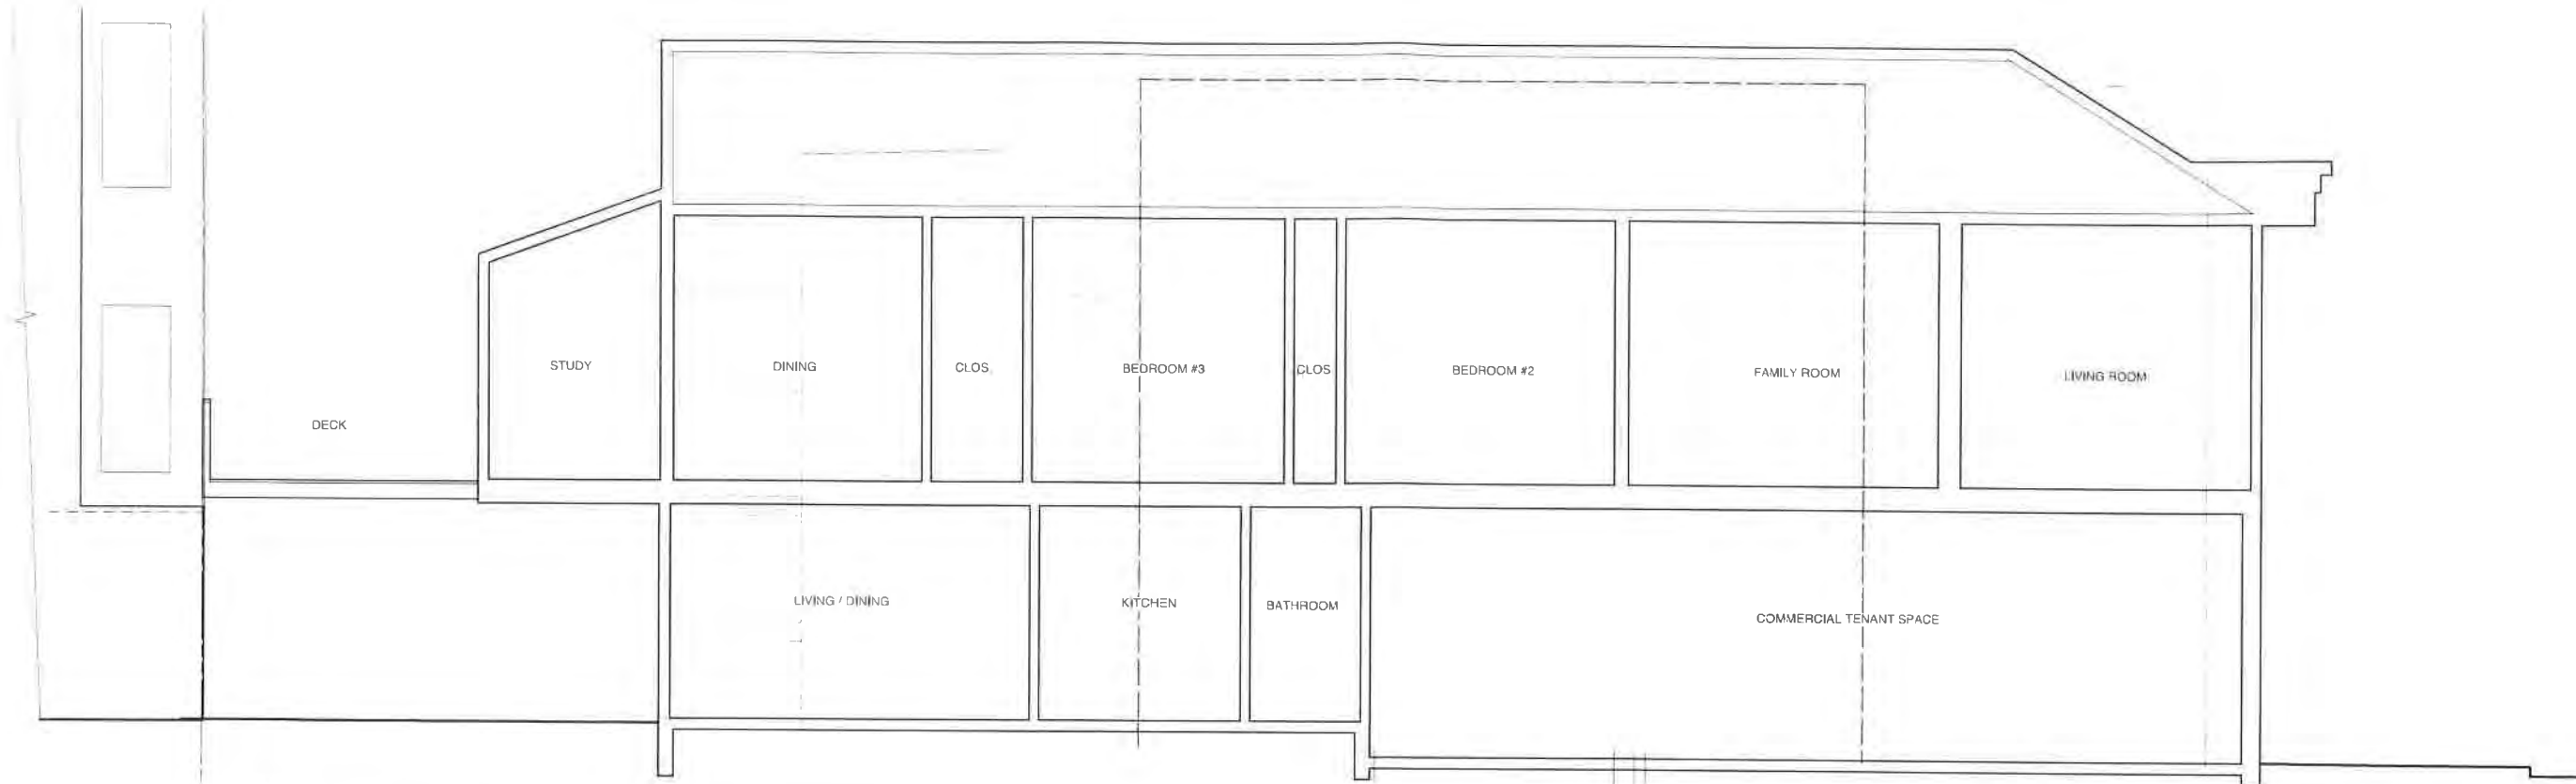 STUDY
DINING
CLOS.
BEDROOM #3
CLOS
BEDROOM #2
FAMILY ROOM
LIVING ROOM
DECK
LIVING / DINING
KITCHEN
BATHROOM
COMMERCIAL TENANT SPACE